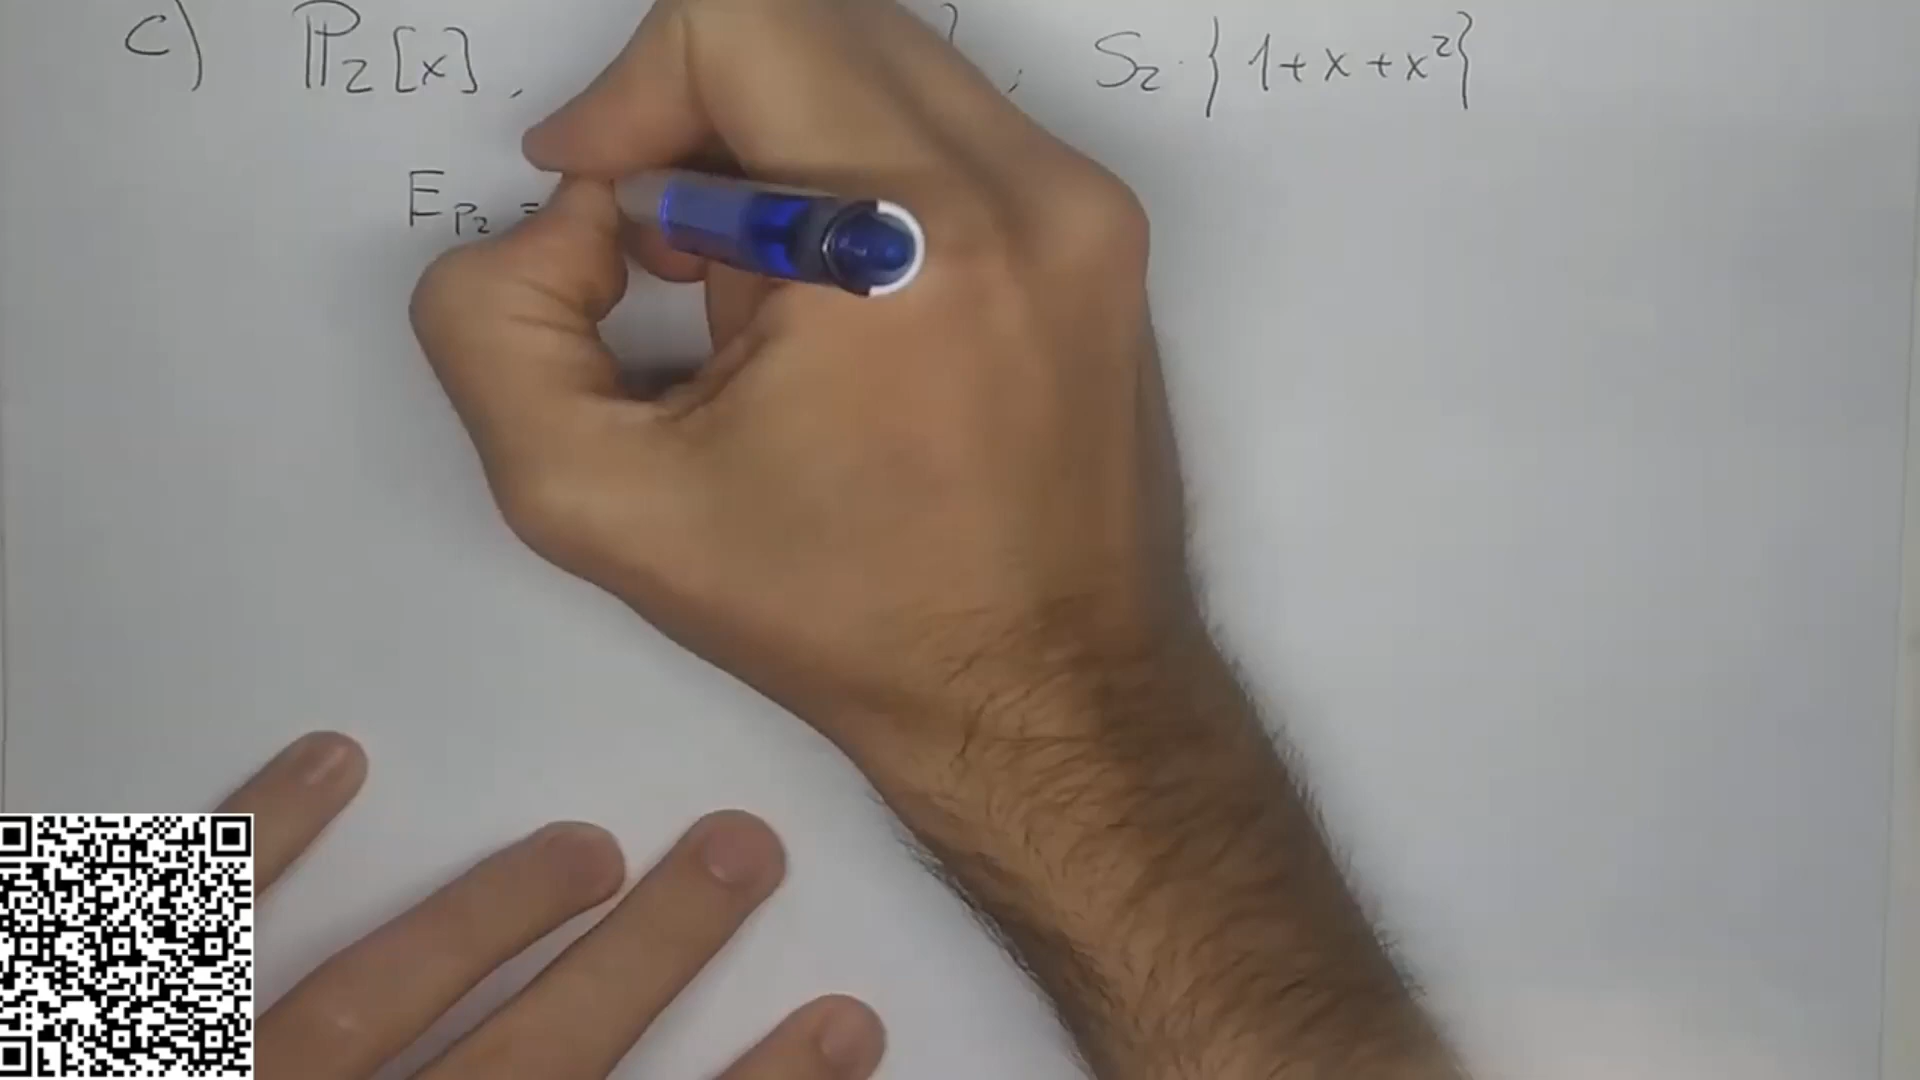 c) ℙ₂[x], } ; S₂ · { 1 + x + x² }
E_P₂ =